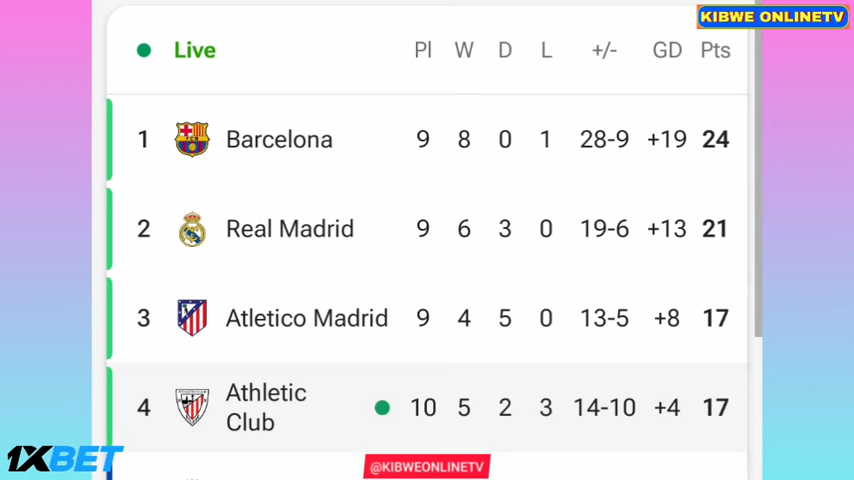 KIBWE ONLINETV
Live Pl W D L +/- GD Pts
1 Barcelona 9 8 0 1 28-9 +19 24
2 Real Madrid 9 6 3 0 19-6 +13 21
3 Atletico Madrid 9 4 5 0 13-5 +8 17
4 Athletic Club 10 5 2 3 14-10 +4 17
1XBET
@KIBWEONLINETV